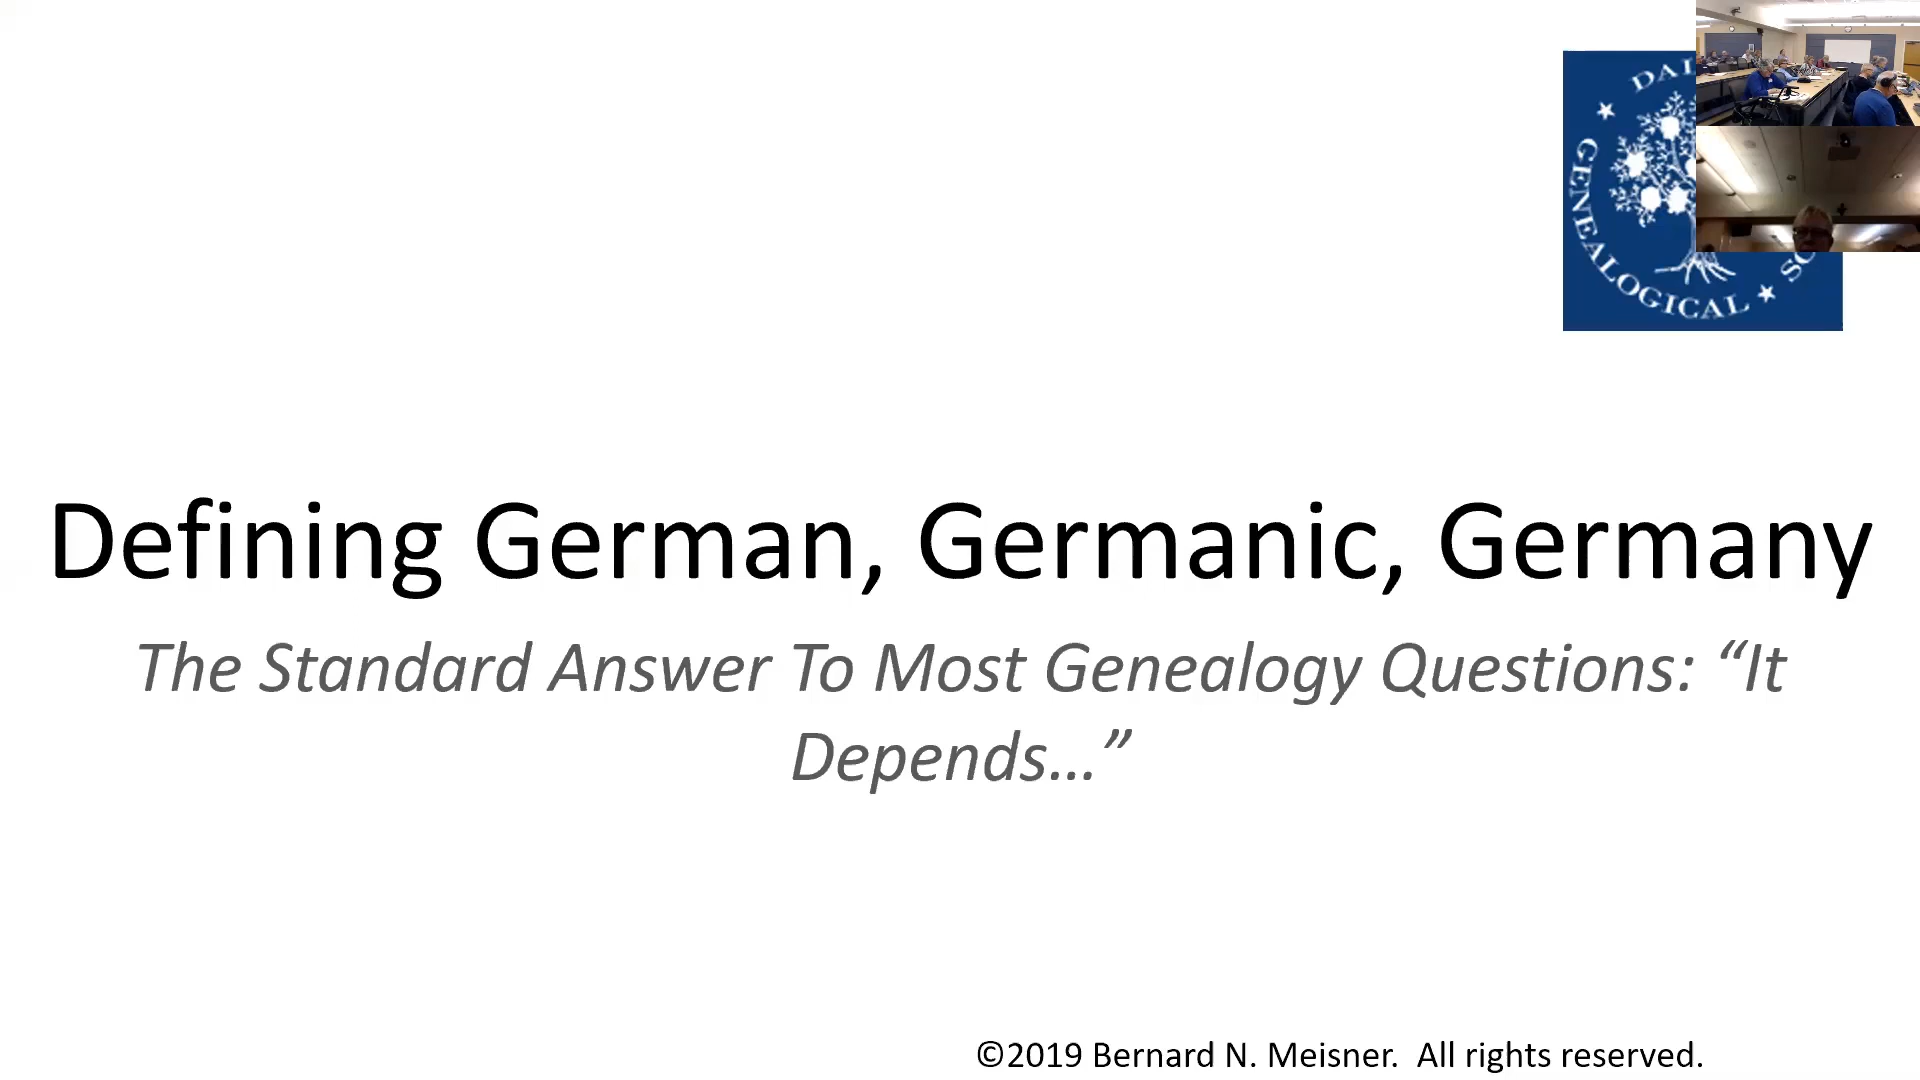 GENEALOGICAL
Defining German, Germanic, Germany
The Standard Answer To Most Genealogy Questions: “It
Depends…”
©2019 Bernard N. Meisner.  All rights reserved.